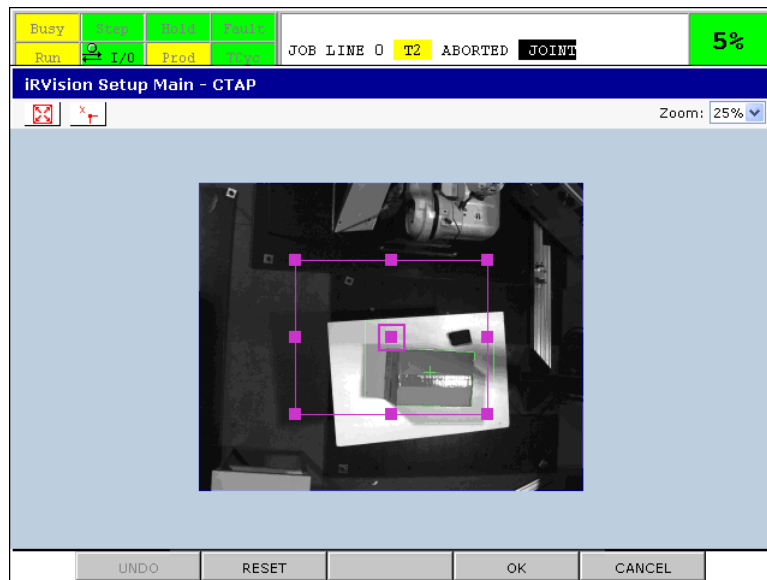 Busy Step Hold Fault
Run I/O Prod TCyc JOB LINE 0 T2 ABORTED JOINT 5%
iRVision Setup Main - CTAP
Zoom: 25%
UNDO RESET OK CANCEL